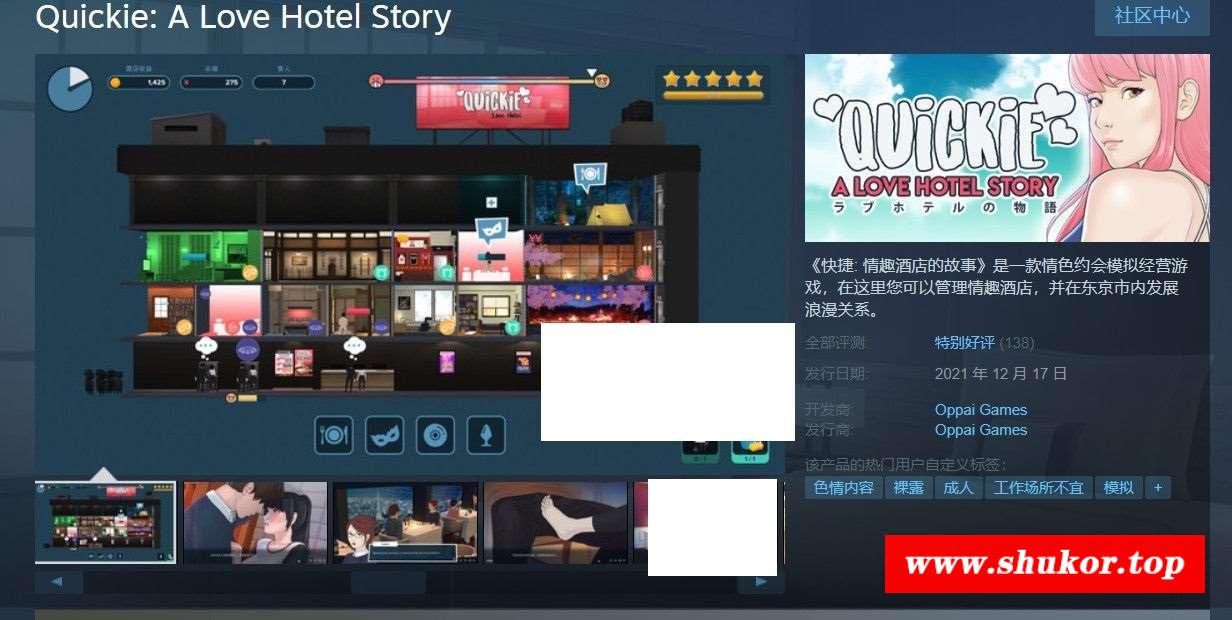 Quickie: A Love Hotel Story
社区中心
1,425
275
7
QUiCKiE
Love Hotel
QUiCKiE
A LOVE HOTEL STORY
ラブホテルの物語
《快捷: 情趣酒店的故事》是一款情色约会模拟经营游
戏，在这里您可以管理情趣酒店，并在东京市内发展
浪漫关系。
全部评测:
特别好评 (138)
发行日期:
2021 年 12 月 17 日
开发商:
Oppai Games
发行商:
Oppai Games
该产品的热门用户自定义标签：
色情内容
裸露
成人
工作场所不宜
模拟
+
1/1
www.shukor.top